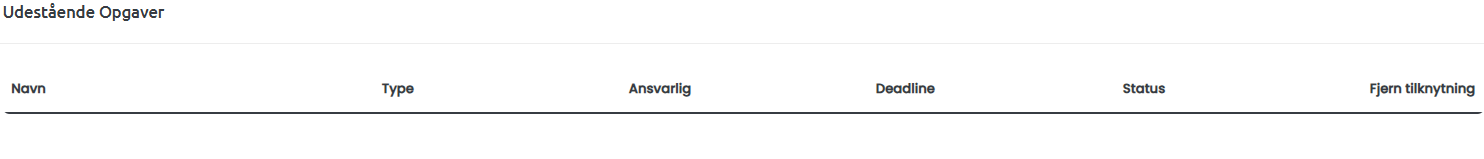 Udestående Opgaver
Navn Type Ansvarlig Deadline Status Fjern tilknytning